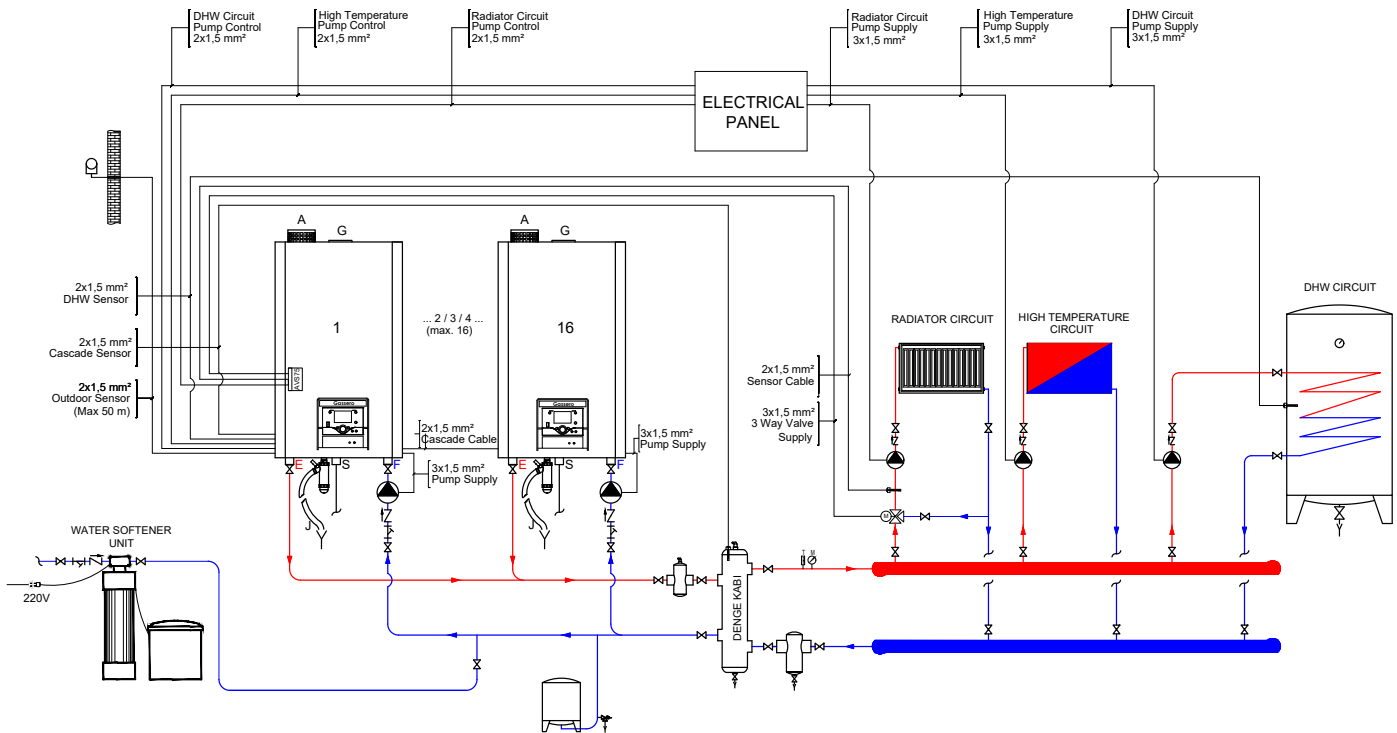 DHW Circuit
Pump Control
2x1,5 mm²
High Temperature
Pump Control
2x1,5 mm²
Radiator Circuit
Pump Control
2x1,5 mm²
Radiator Circuit
Pump Supply
3x1,5 mm²
High Temperature
Pump Supply
3x1,5 mm²
DHW Circuit
Pump Supply
3x1,5 mm²
ELECTRICAL
PANEL
A
G
A
G
2x1,5 mm²
DHW Sensor
2x1,5 mm²
Cascade Sensor
2x1,5 mm²
Outdoor Sensor
(Max 50 m)
1
... 2 / 3 / 4 ...
(max. 16)
16
AVS75
Gassero
Gassero
2x1,5 mm²
Cascade Cable
3x1,5 mm²
Pump Supply
3x1,5 mm²
Pump Supply
E
S
F
E
S
F
RADIATOR CIRCUIT
HIGH TEMPERATURE
CIRCUIT
DHW CIRCUIT
2x1,5 mm²
Sensor Cable
3x1,5 mm²
3 Way Valve
Supply
M
WATER SOFTENER
UNIT
220V
T
M
DENGE KABI